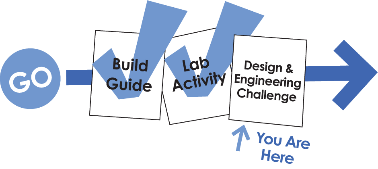 GO
Build
Guide
Lab
Activity
Design &
Engineering
Challenge
You Are
Here